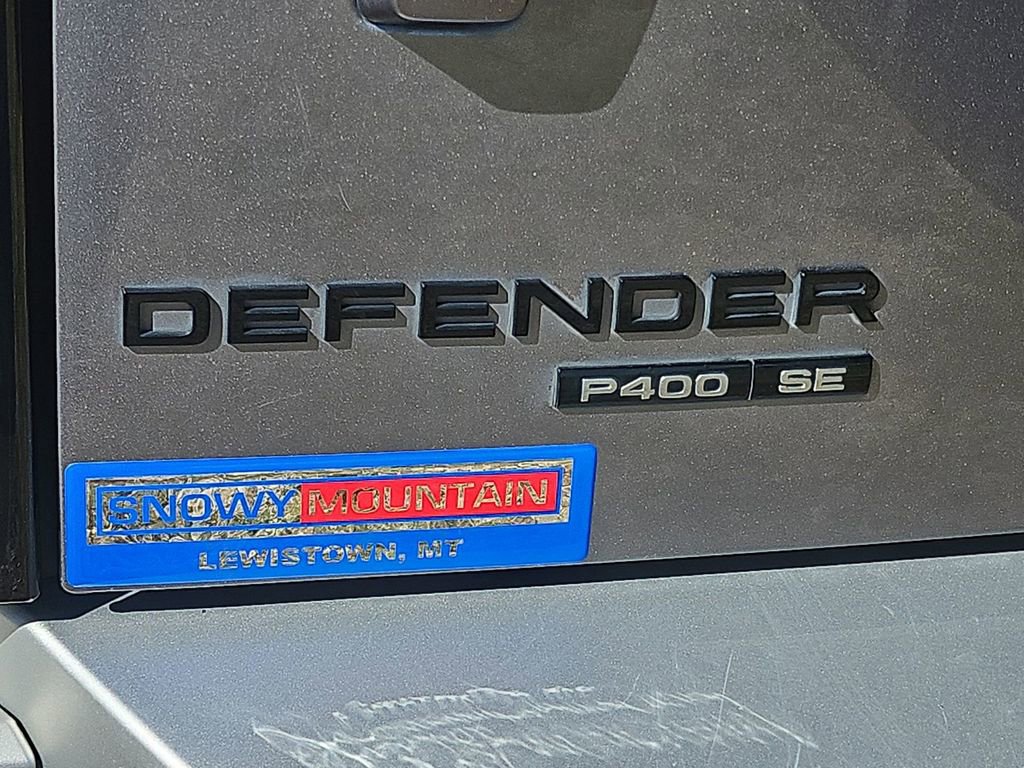 DEFENDER
P400 SE
SNOWY MOUNTAIN
LEWISTOWN, MT